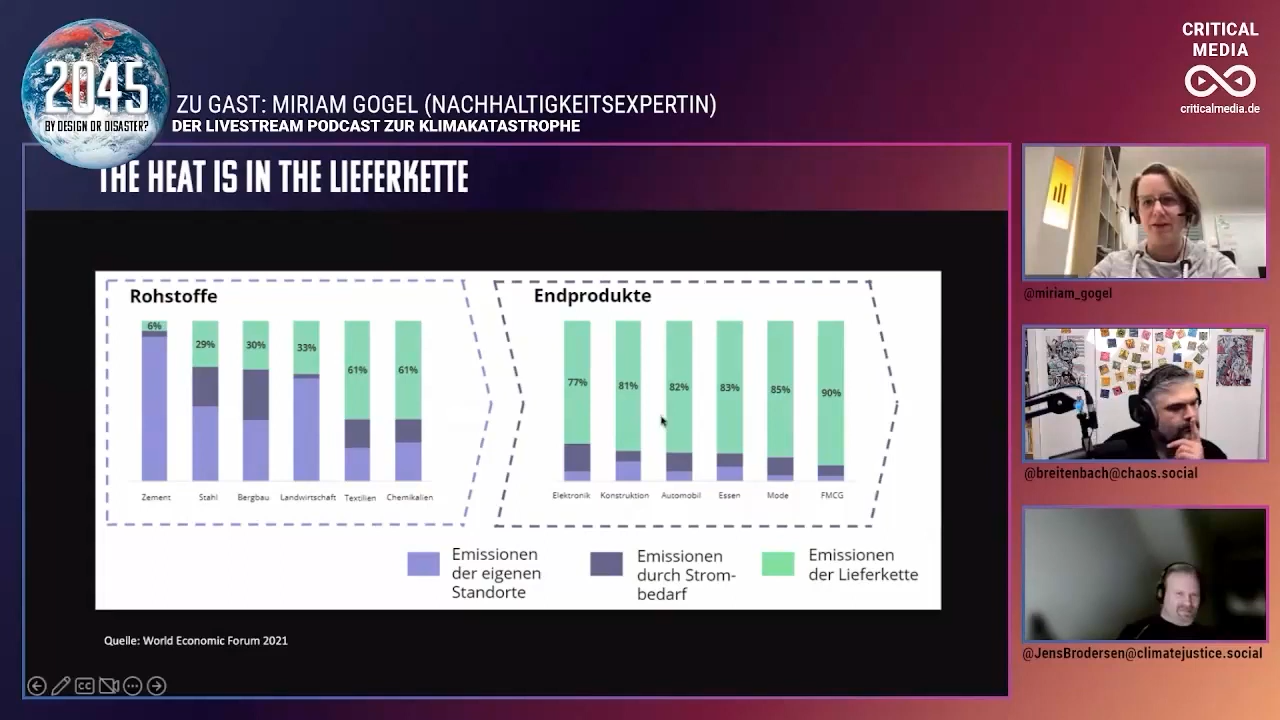 2045
BY DESIGN OR DISASTER?
ZU GAST: MIRIAM GOGEL (NACHHALTIGKEITSEXPERTIN)
DER LIVESTREAM PODCAST ZUR KLIMAKATASTROPHE
CRITICAL
MEDIA
criticalmedia.de
THE HEAT IS IN THE LIEFERKETTE
Rohstoffe
6%
29%
30%
33%
61%
61%
Zement
Stahl
Bergbau
Landwirtschaft
Textilien
Chemikalien
Endprodukte
77%
81%
82%
83%
85%
90%
Elektronik
Konstruktion
Automobil
Essen
Mode
FMCG
Emissionen
der eigenen
Standorte
Emissionen
durch Strom-
bedarf
Emissionen
der Lieferkette
Quelle: World Economic Forum 2021
CC
@miriam_gogel
@breitenbach@chaos.social
@JensBrodersen@climatejustice.social